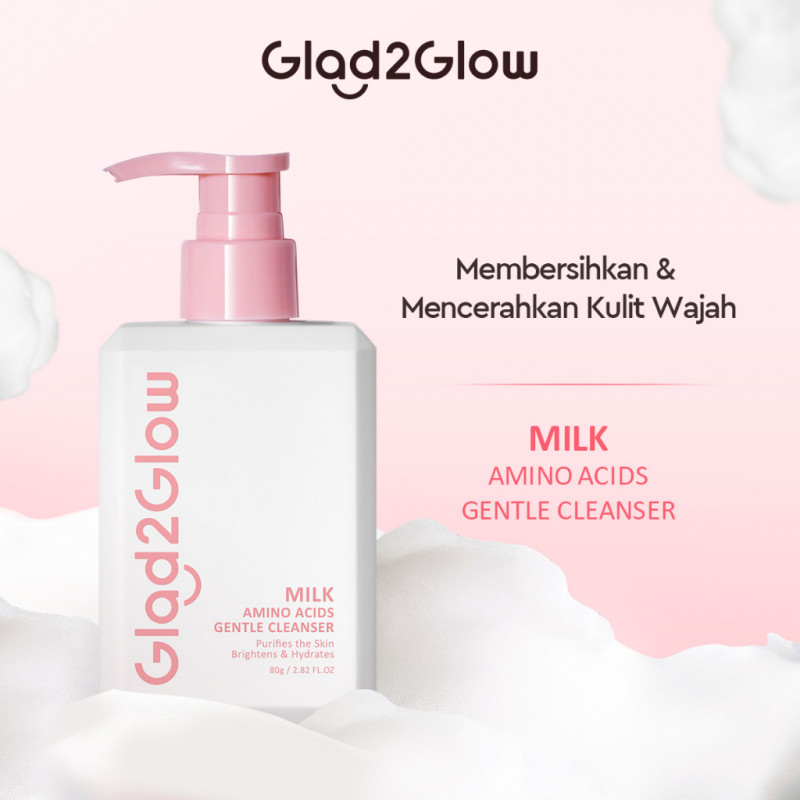 Glad2Glow
Membersihkan &
Mencerahkan Kulit Wajah
MILK
AMINO ACIDS
GENTLE CLEANSER
Glad2Glow
MILK
AMINO ACIDS
GENTLE CLEANSER
Purifies the Skin
Brightens & Hydrates
80g / 2.82 FL.OZ